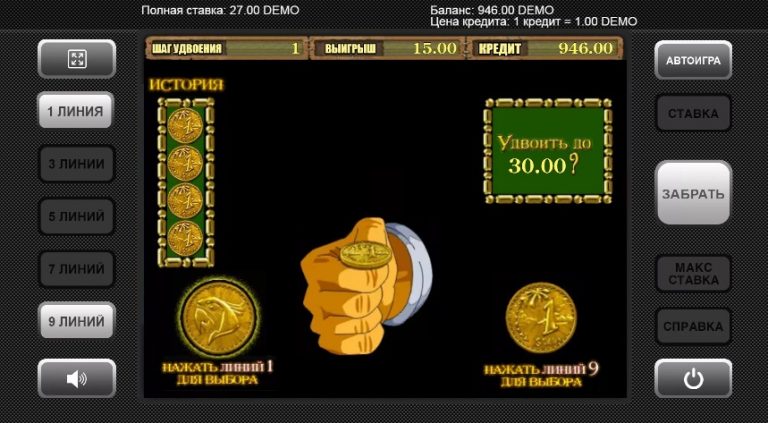 Полная ставка: 27.00 DEMO
Баланс: 946.00 DEMO
Цена кредита: 1 кредит = 1.00 DEMO
ШАГ УДВОЕНИЯ 1 ВЫИГРЫШ 15.00 КРЕДИТ 946.00
АВТОИГРА
ИСТОРИЯ
1 ЛИНИЯ
СТАВКА
УДВОИТЬ ДО
30.00?
3 ЛИНИИ
ЗАБРАТЬ
5 ЛИНИЙ
7 ЛИНИЙ
МАКС
СТАВКА
9 ЛИНИЙ
СПРАВКА
НАЖАТЬ ЛИНИЙ 1
ДЛЯ ВЫБОРА
НАЖАТЬ ЛИНИЙ 9
ДЛЯ ВЫБОРА